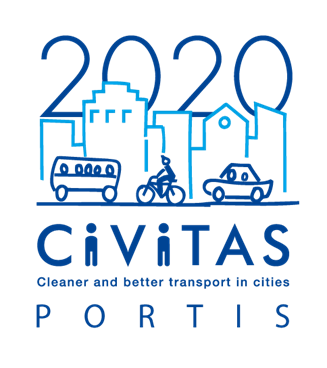 2020
CiViTAS
Cleaner and better transport in cities
PORTIS